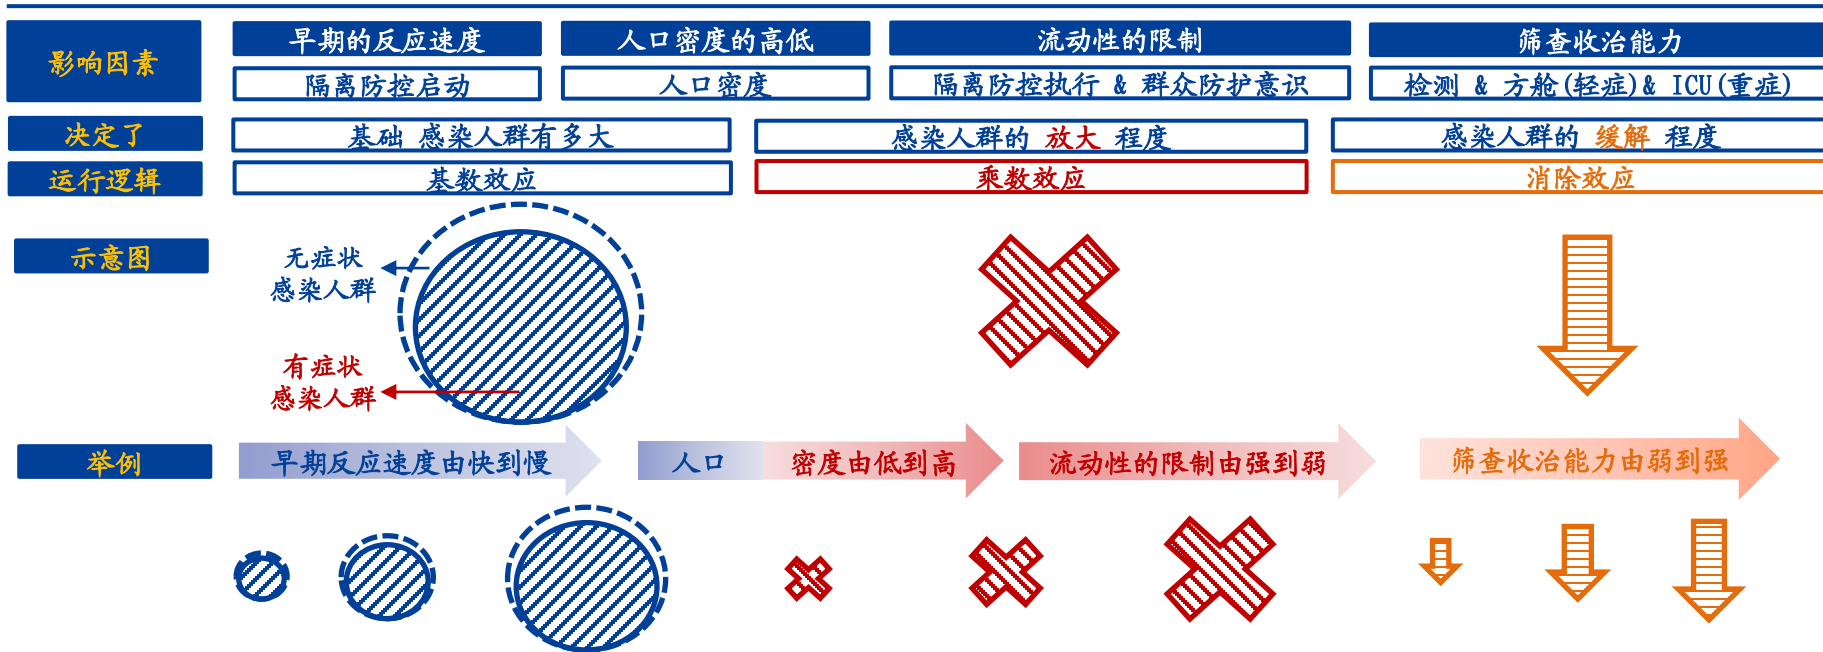 影响因素
早期的反应速度
人口密度的高低
流动性的限制
筛查收治能力
隔离防控启动
人口密度
隔离防控执行 & 群众防护意识
检测 & 方舱(轻症)& ICU(重症)
决定了
基础 感染人群有多大
感染人群的 放大 程度
感染人群的 缓解 程度
运行逻辑
基数效应
乘数效应
消除效应
示意图
无症状
感染人群
有症状
感染人群
举例
早期反应速度由快到慢
人口 密度由低到高
流动性的限制由强到弱
筛查收治能力由弱到强